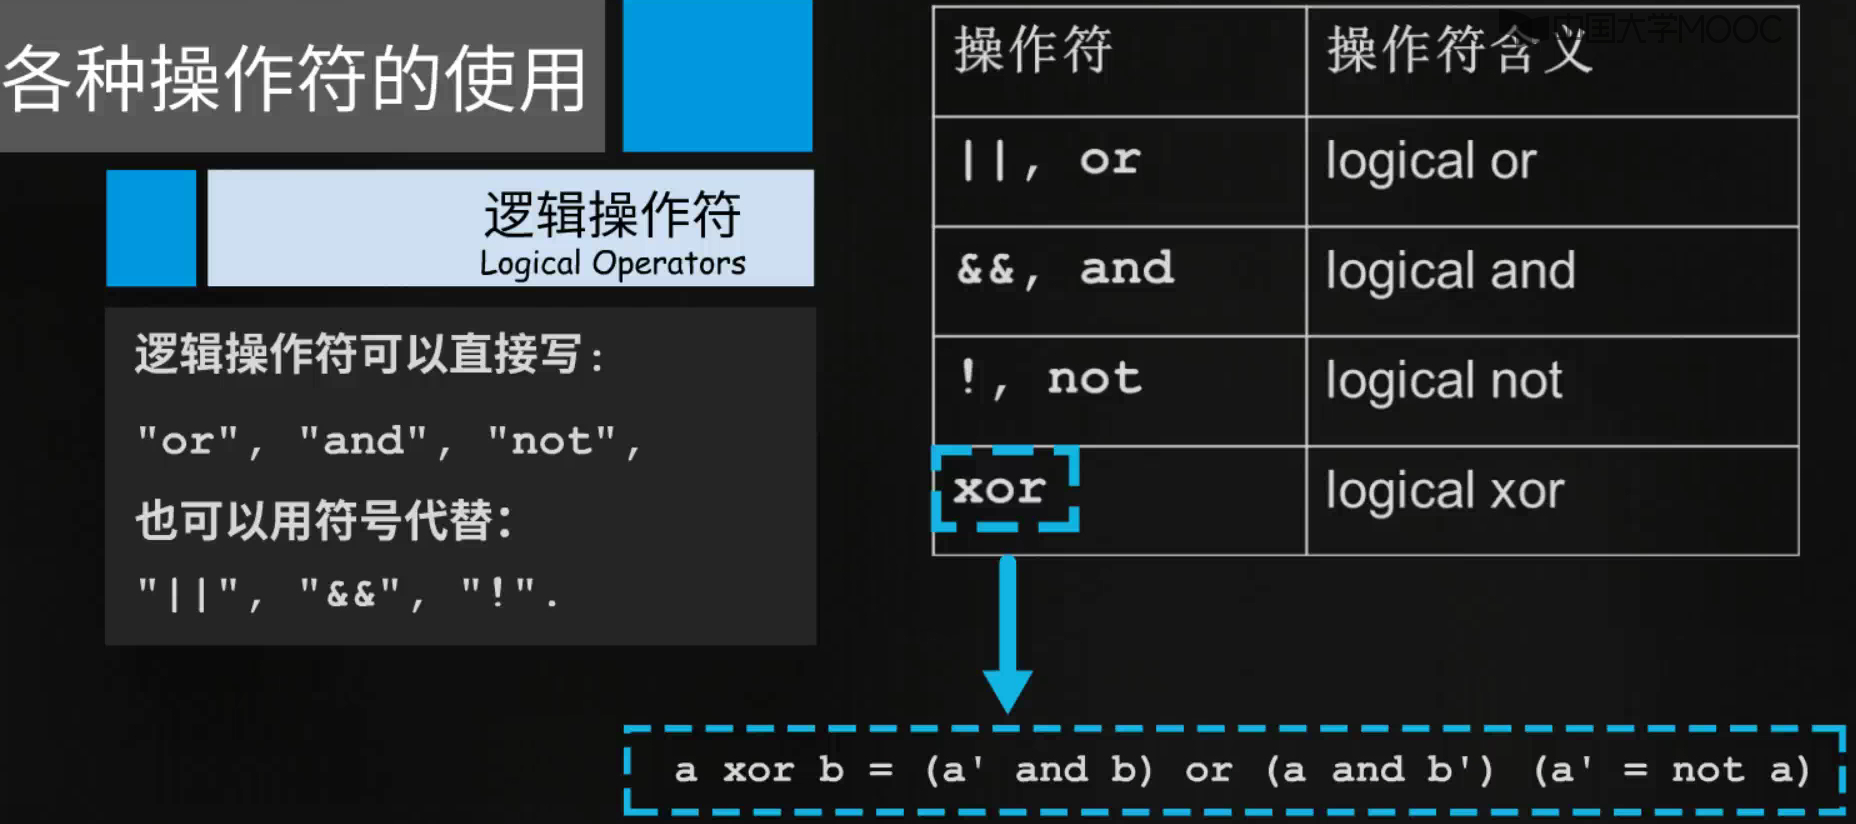 各种操作符的使用
逻辑操作符
Logical Operators
逻辑操作符可以直接写:
"or", "and", "not",
也可以用符号代替:
"||", "&&", "!".
操作符 操作符含义
||, or logical or
&&, and logical and
!, not logical not
xor logical xor
a xor b = (a' and b) or (a and b') (a' = not a)
中国大学MOOC